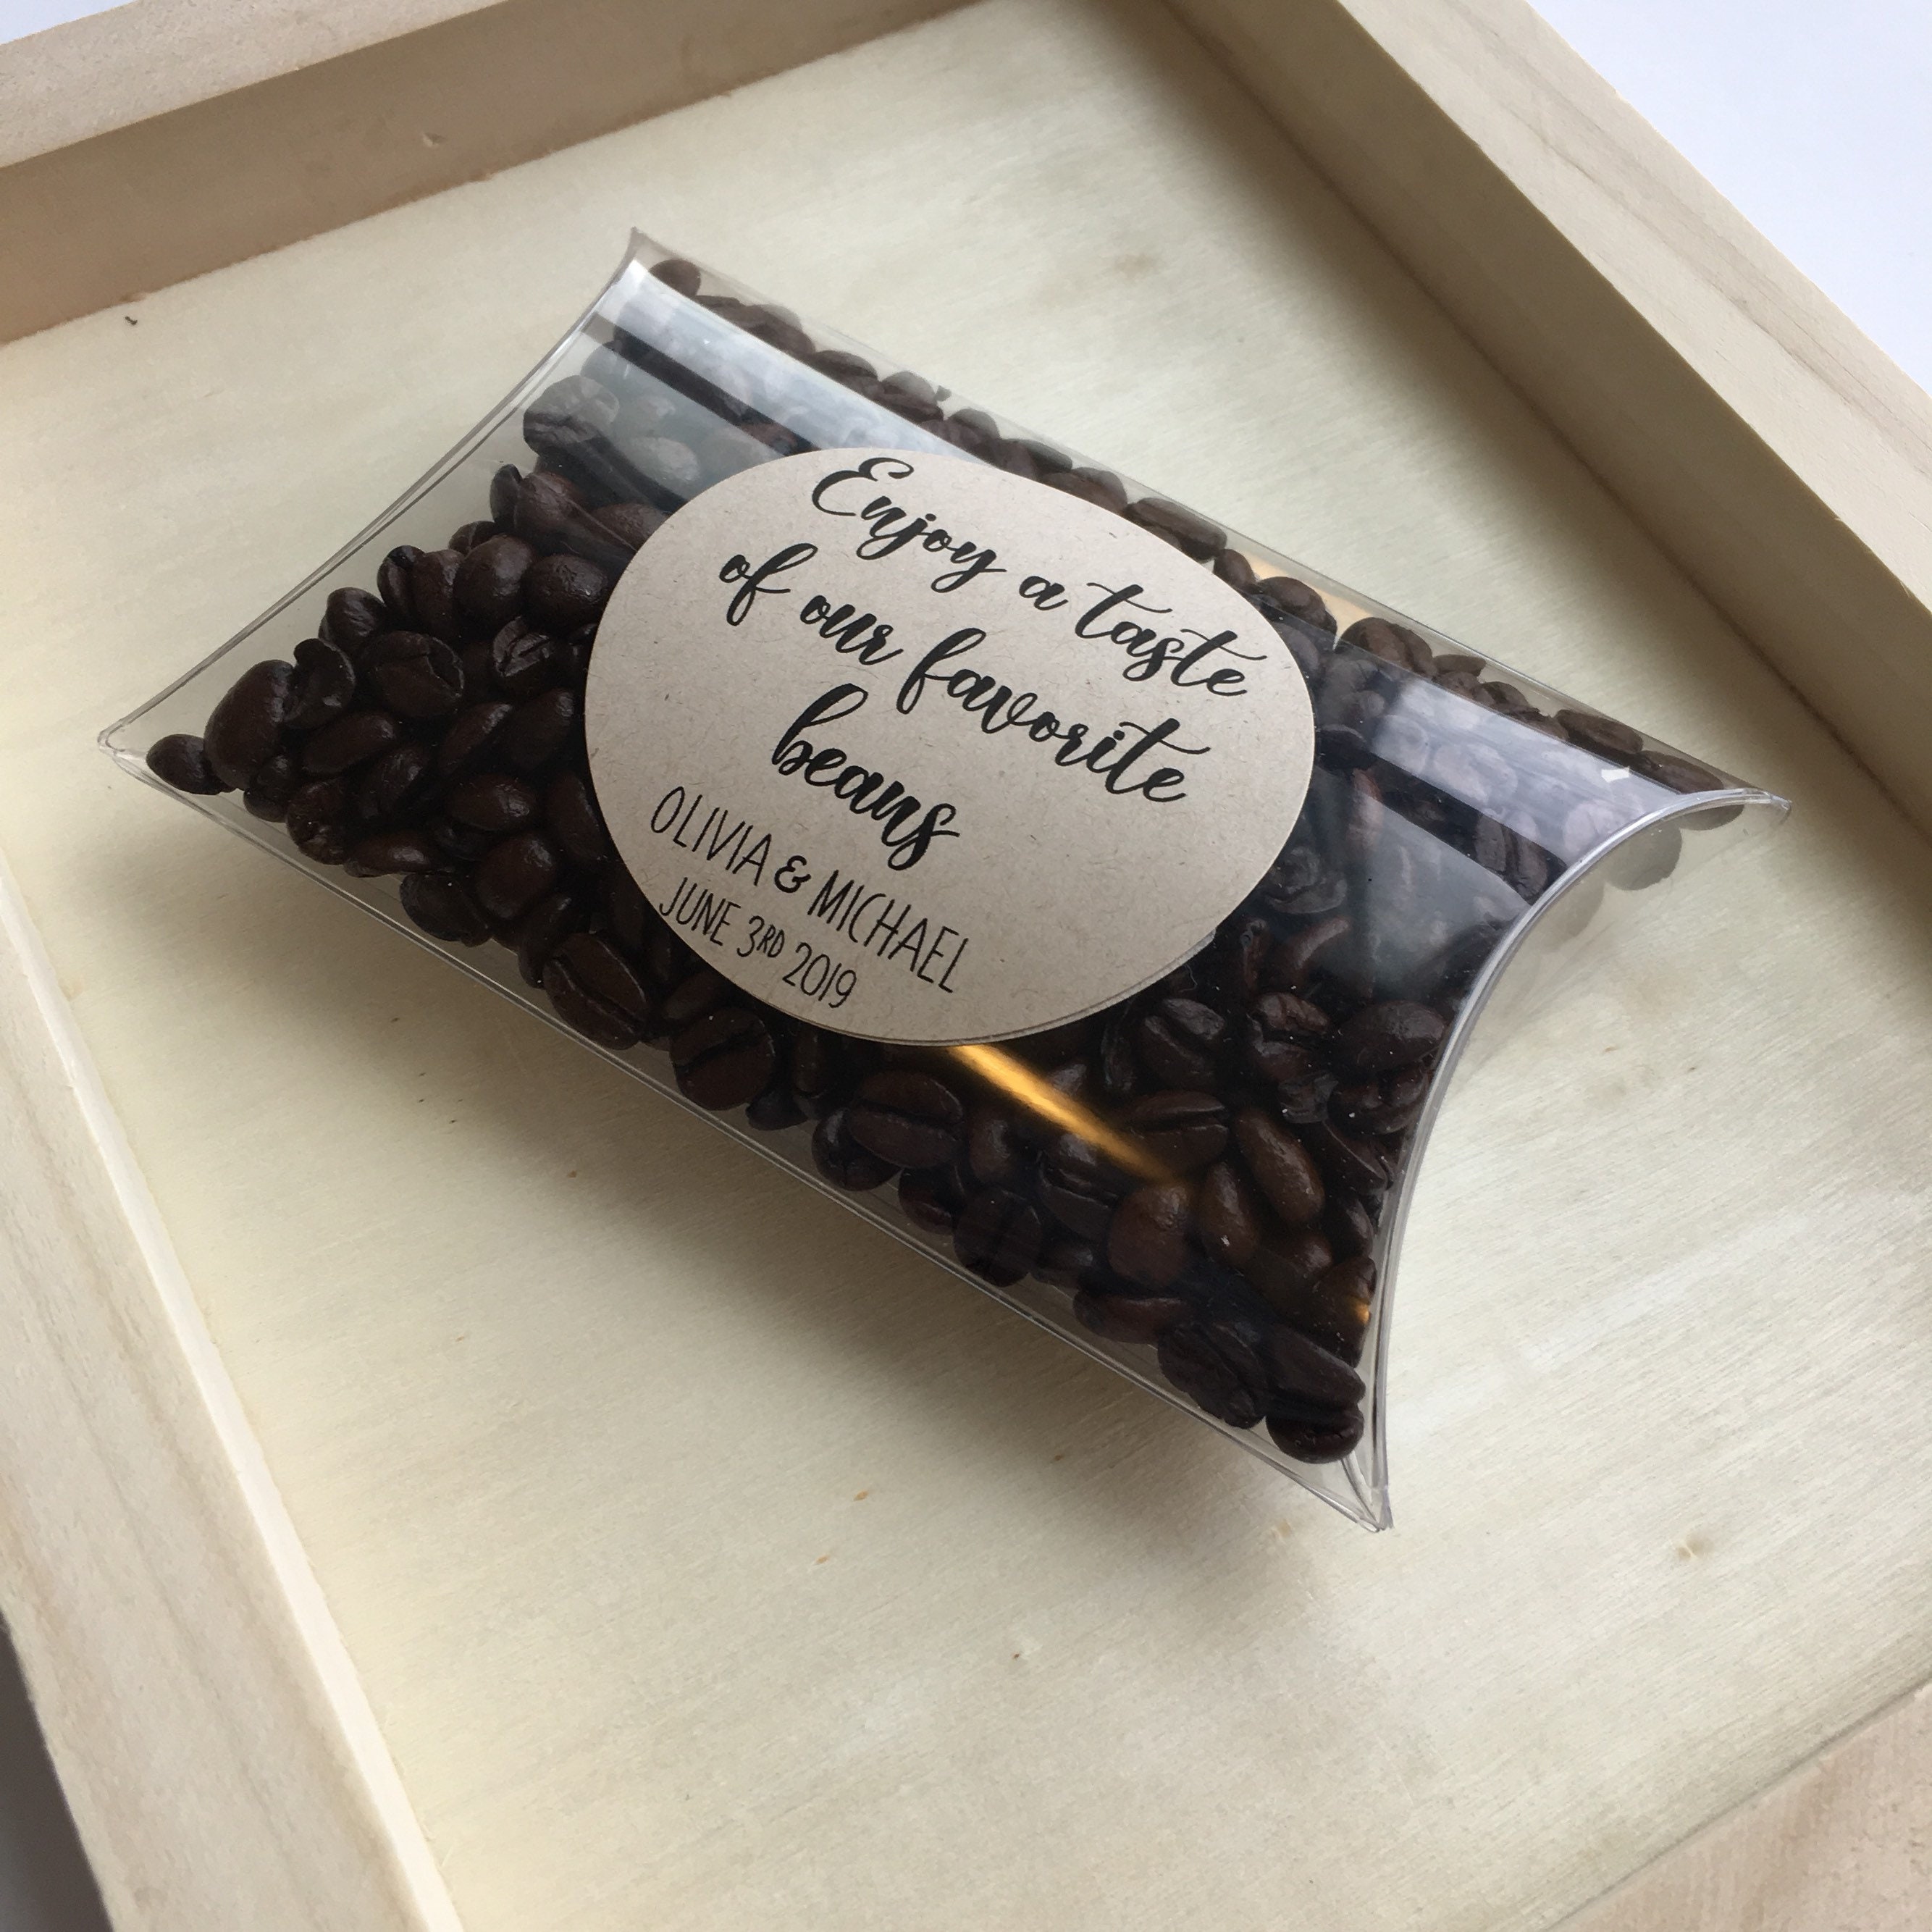 Enjoy a taste
of our favorite
beans
OLIVIA & MICHAEL
JUNE 3RD 2019